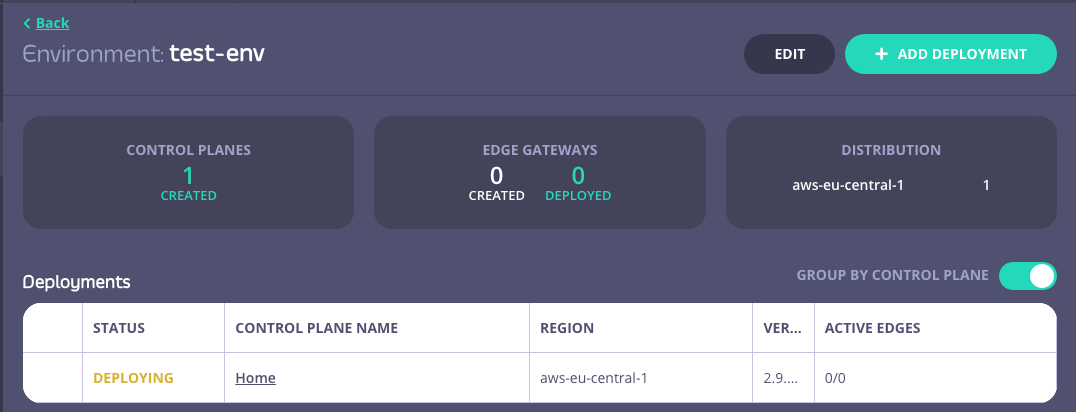 Back
Environment: test-env
EDIT
+ ADD DEPLOYMENT
CONTROL PLANES
1
CREATED
EDGE GATEWAYS
0 0
CREATED DEPLOYED
DISTRIBUTION
aws-eu-central-1 1
Deployments
GROUP BY CONTROL PLANE
STATUS CONTROL PLANE NAME REGION VER... ACTIVE EDGES
DEPLOYING Home aws-eu-central-1 2.9.... 0/0